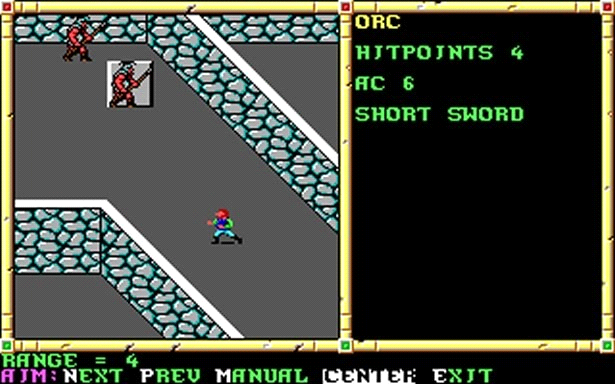 ORC
HITPOINTS 4
AC 6
SHORT SWORD
RANGE = 4
AIM: NEXT PREV MANUAL CENTER EXIT